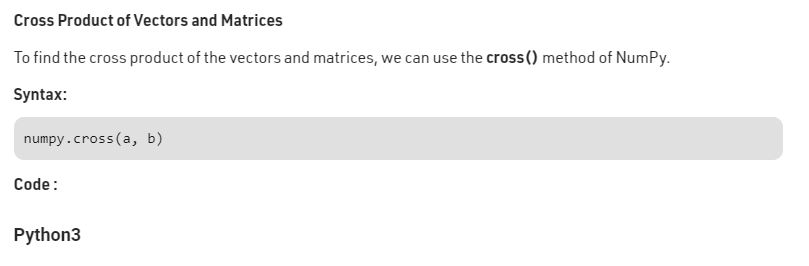 Cross Product of Vectors and Matrices
To find the cross product of the vectors and matrices, we can use the cross() method of NumPy.
Syntax:
numpy.cross(a, b)
Code :
Python3